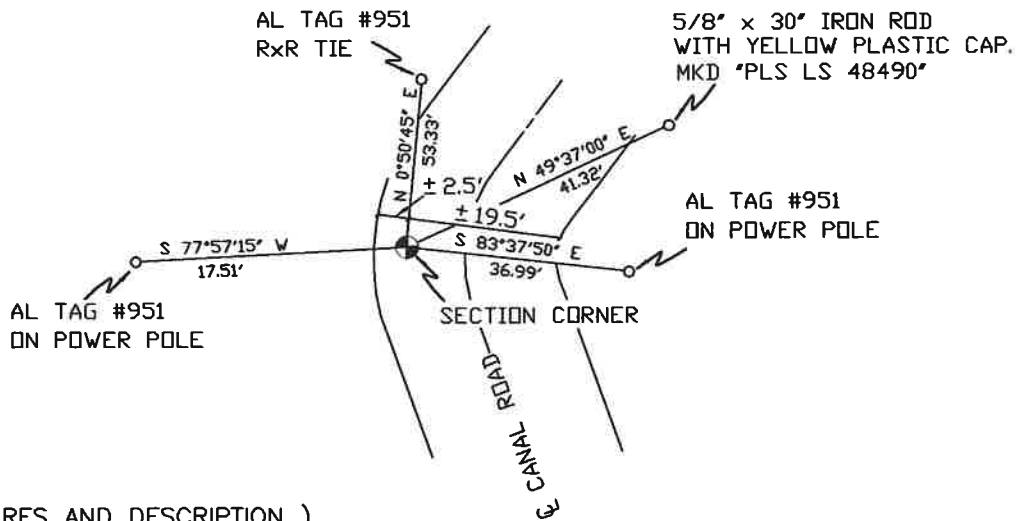 AL TAG #951
RxR TIE
5/8" x 30" IRON ROD
WITH YELLOW PLASTIC CAP.
MKD "PLS LS 48490"
N 0°50'45" E
53.33'
N 49°37'00" E
41.32'
± 2.5'
± 19.5'
AL TAG #951
ON POWER POLE
S 77°57'15" W
17.51'
S 83°37'50" E
36.99'
AL TAG #951
ON POWER POLE
SECTION CORNER
℄ CANAL ROAD
RES AND DESCRIPTION.)